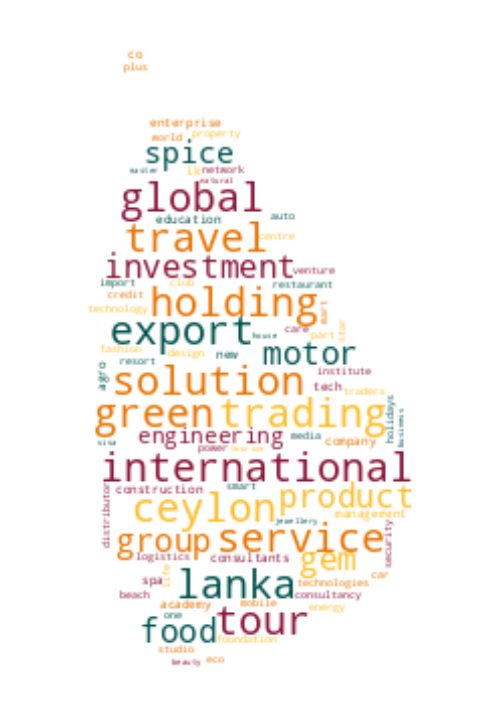 co
plus
enterprise
world property
spice
master lk network
natural
global
education auto
travel centre
investment venture
import club restaurant
credit holding mart
technology
export house care part star
fashion design new motor
agro resort
solution institute
tech traders
green trading holidays business
visa engineering media company
power
international
distributor construction smart
ceylon product
jewellery management
group service security
logistics consultants gem
spa life lanka technologies car
beach consultancy
academy mobile energy
one
food tour
foundation
studio
beauty eco